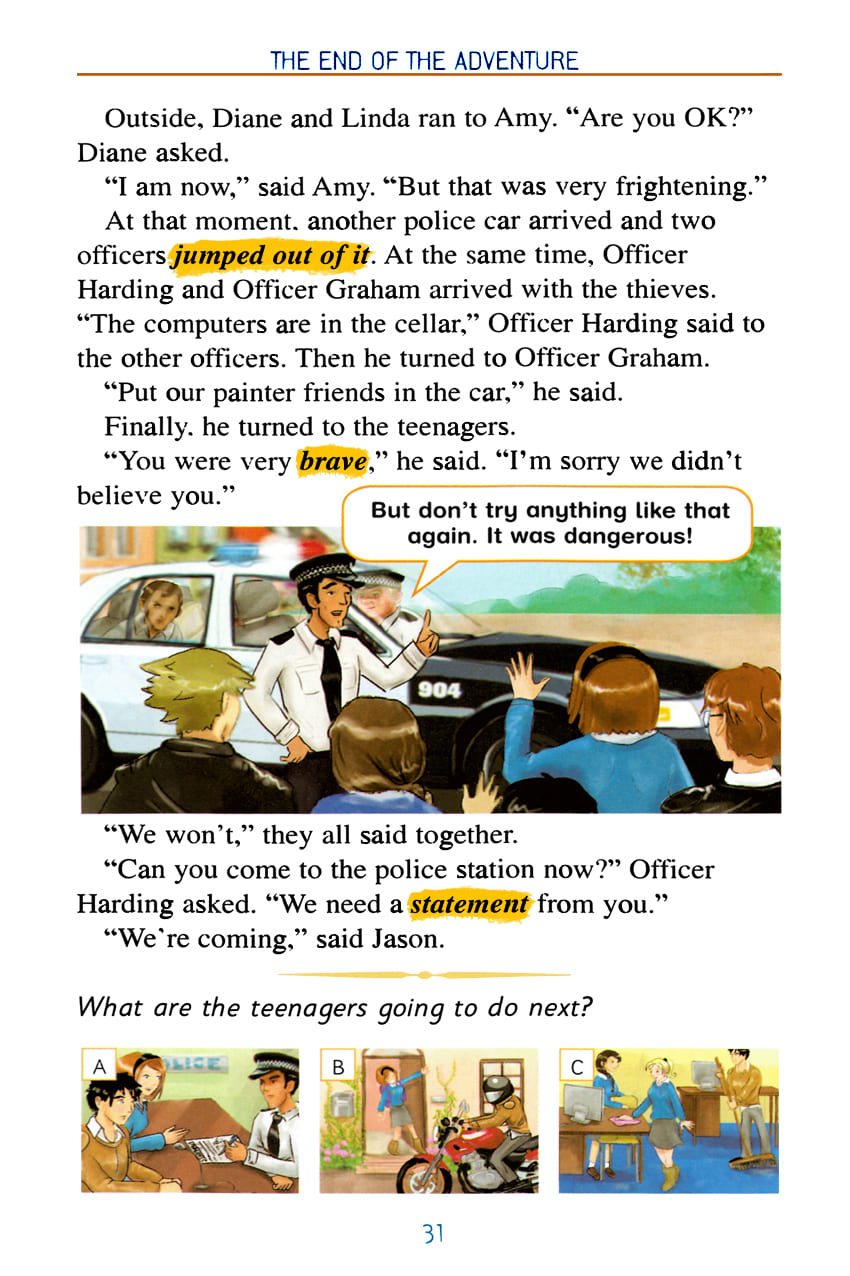 THE END OF THE ADVENTURE
Outside, Diane and Linda ran to Amy. “Are you OK?”
Diane asked.
“I am now,” said Amy. “But that was very frightening.”
At that moment, another police car arrived and two
officers jumped out of it. At the same time, Officer
Harding and Officer Graham arrived with the thieves.
“The computers are in the cellar,” Officer Harding said to
the other officers. Then he turned to Officer Graham.
“Put our painter friends in the car,” he said.
Finally, he turned to the teenagers.
“You were very brave,” he said. “I’m sorry we didn’t
believe you.”
But don’t try anything like that
again. It was dangerous!
904
“We won’t,” they all said together.
“Can you come to the police station now?” Officer
Harding asked. “We need a statement from you.”
“We’re coming,” said Jason.
What are the teenagers going to do next?
A
B
C
31